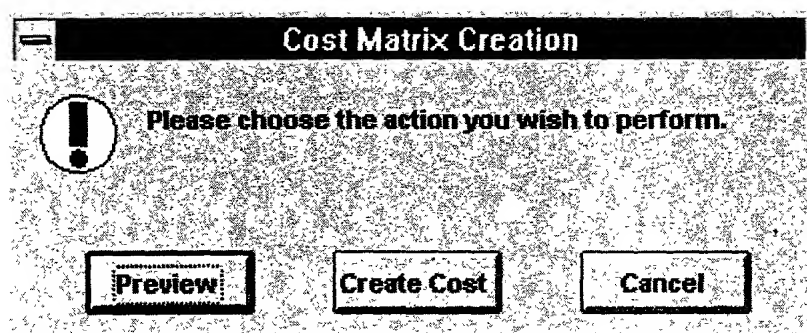 Cost Matrix Creation
Please choose the action you wish to perform.
Preview Create Cost Cancel